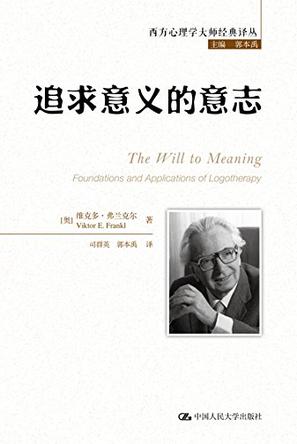 西方心理学大师经典译丛
主编 郭本禹
追求意义的意志
The Will to Meaning
Foundations and Applications of Logotherapy
[奥] 维克多·弗兰克尔 著
Viktor E. Frankl
司群英 郭本禹 译
中国人民大学出版社